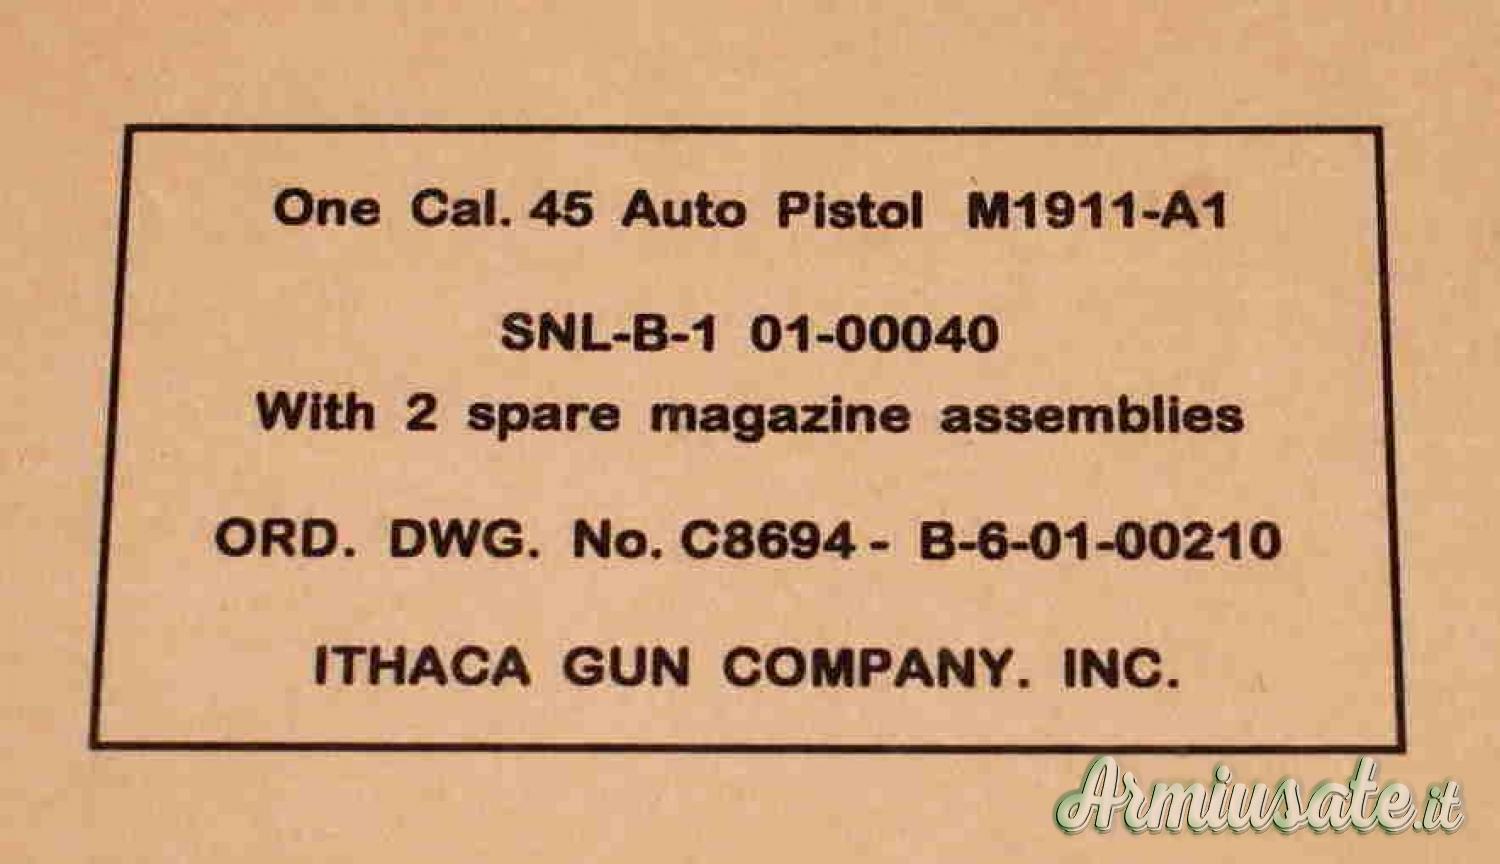 One Cal. 45 Auto Pistol M1911-A1
SNL-B-1 01-00040
With 2 spare magazine assemblies
ORD. DWG. No. C8694 - B-6-01-00210
ITHACA GUN COMPANY. INC.
Armiusate.it